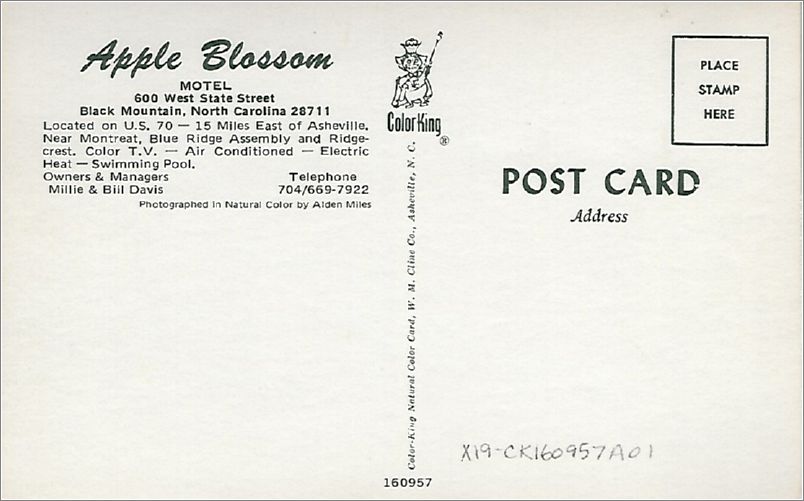 Apple Blossom
MOTEL
600 West State Street
Black Mountain, North Carolina 28711
Located on U.S. 70 — 15 Miles East of Asheville.
Near Montreat, Blue Ridge Assembly and Ridge-
crest. Color T.V. — Air Conditioned — Electric
Heat — Swimming Pool.
Owners & Managers Telephone
Millie & Bill Davis 704/669-7922
Photographed in Natural Color by Alden Miles
ColorKing
®
Color-King Natural Color Card, W. M. Cline Co., Asheville, N. C.
160957
PLACE
STAMP
HERE
POST CARD
Address
X19-CK160957A01